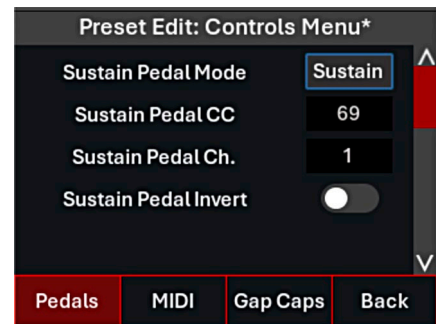 Preset Edit: Controls Menu*
Sustain Pedal Mode Sustain
Sustain Pedal CC 69
Sustain Pedal Ch. 1
Sustain Pedal Invert
Pedals MIDI Gap Caps Back